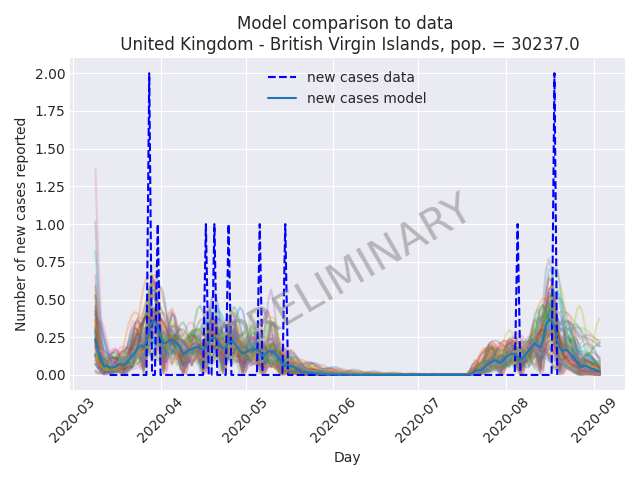 Model comparison to data
United Kingdom - British Virgin Islands, pop. = 30237.0
new cases data
new cases model
2.00
1.75
1.50
1.25
1.00
0.75
0.50
0.25
0.00
Number of new cases reported
PRELIMINARY
2020-03
2020-04
2020-05
2020-06
2020-07
2020-08
2020-09
Day